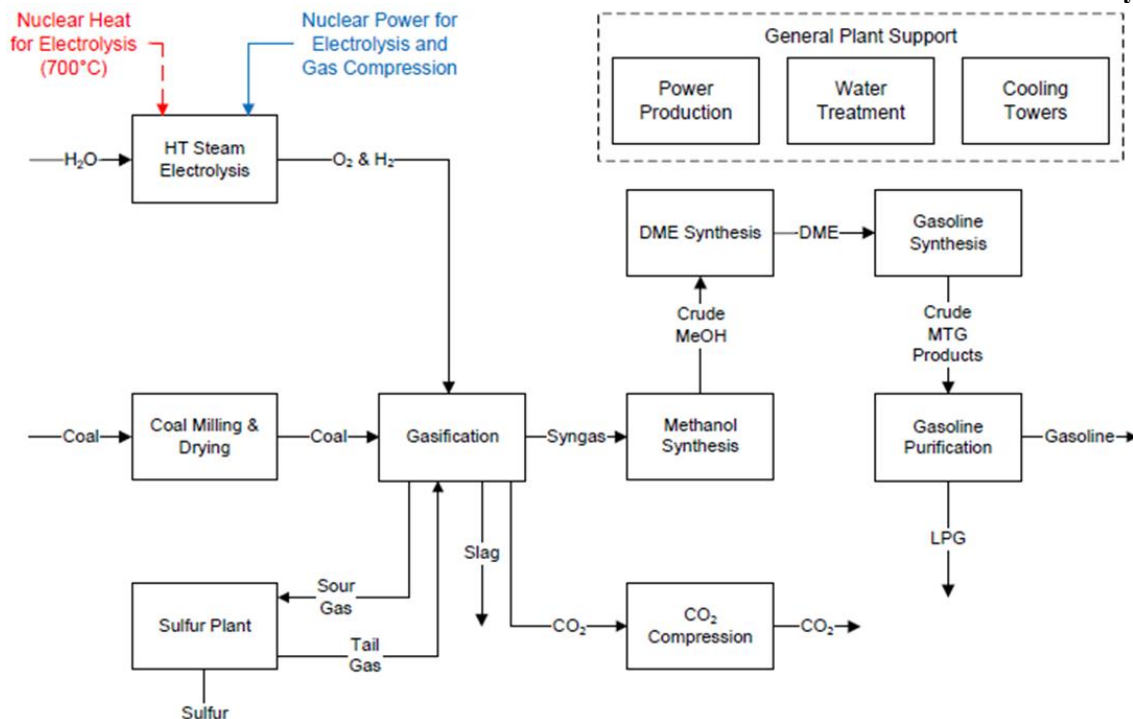 Nuclear Heat
for Electrolysis
(700°C)
Nuclear Power for
Electrolysis and
Gas Compression
General Plant Support
Power
Production
Water
Treatment
Cooling
Towers
H₂O
HT Steam
Electrolysis
O₂ & H₂
DME Synthesis
DME
Gasoline
Synthesis
Crude
MeOH
Crude
MTG
Products
Coal
Coal Milling &
Drying
Coal
Gasification
Syngas
Methanol
Synthesis
Gasoline
Purification
Gasoline
Slag
LPG
Sour
Gas
Sulfur Plant
Tail
Gas
CO₂
CO₂
Compression
CO₂
Sulfur